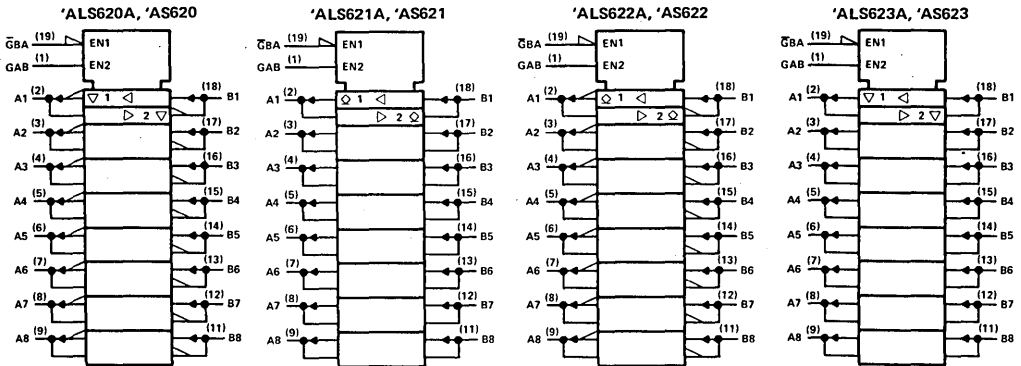 'ALS620A, 'AS620
G̅BA (19) EN1
GAB (1) EN2
A1 (2) ▽ 1 ◁ (18) B1
▷ 2 ▽
A2 (3) (17) B2
A3 (4) (16) B3
A4 (5) (15) B4
A5 (6) (14) B5
A6 (7) (13) B6
A7 (8) (12) B7
A8 (9) (11) B8
'ALS621A, 'AS621
G̅BA (19) EN1
GAB (1) EN2
A1 (2) ◇ 1 ◁ (18) B1
▷ 2 ◇
A2 (3) (17) B2
A3 (4) (16) B3
A4 (5) (15) B4
A5 (6) (14) B5
A6 (7) (13) B6
A7 (8) (12) B7
A8 (9) (11) B8
'ALS622A, 'AS622
G̅BA (19) EN1
GAB (1) EN2
A1 (2) ◇ 1 ◁ (18) B1
▷ 2 ◇
A2 (3) (17) B2
A3 (4) (16) B3
A4 (5) (15) B4
A5 (6) (14) B5
A6 (7) (13) B6
A7 (8) (12) B7
A8 (9) (11) B8
'ALS623A, 'AS623
G̅BA (19) EN1
GAB (1) EN2
A1 (2) ▽ 1 ◁ (18) B1
▷ 2 ▽
A2 (3) (17) B2
A3 (4) (16) B3
A4 (5) (15) B4
A5 (6) (14) B5
A6 (7) (13) B6
A7 (8) (12) B7
A8 (9) (11) B8